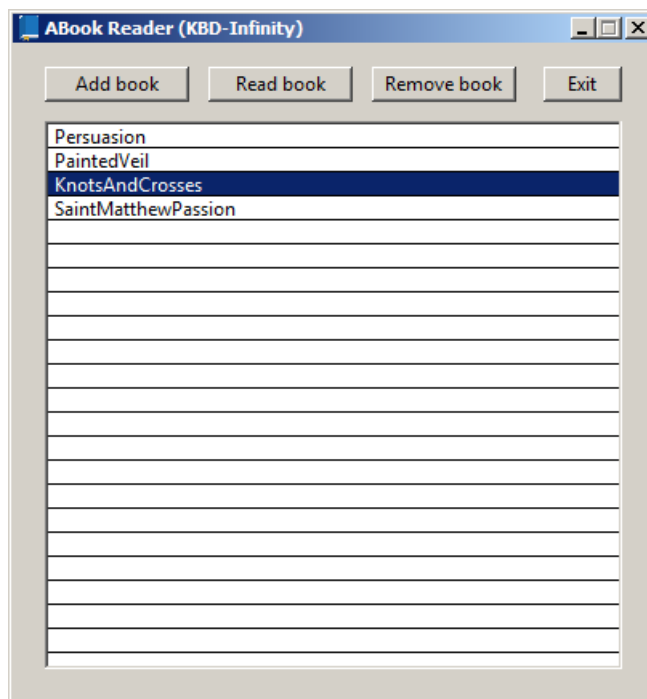 ABook Reader (KBD-Infinity)
Add book Read book Remove book Exit
Persuasion
PaintedVeil
KnotsAndCrosses
SaintMatthewPassion